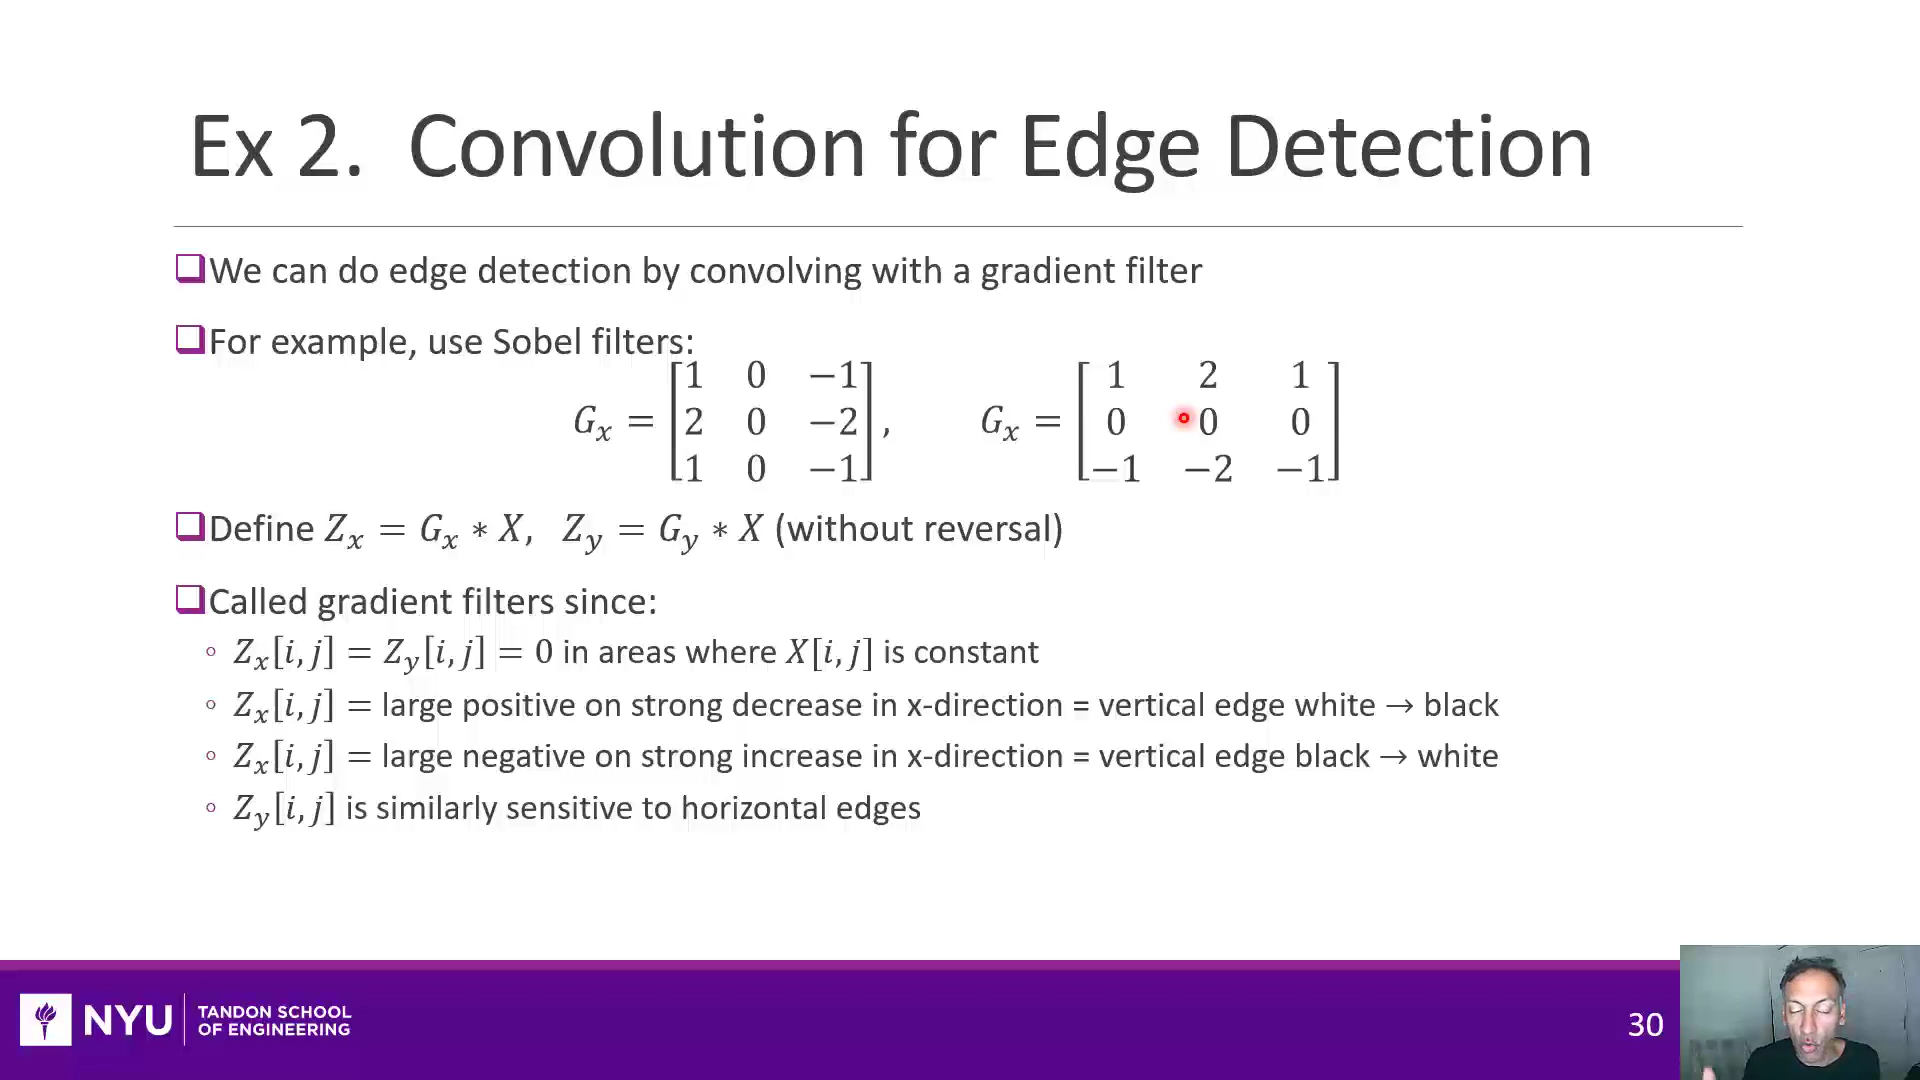 Ex 2. Convolution for Edge Detection
❑We can do edge detection by convolving with a gradient filter
❑For example, use Sobel filters:
G_x = [1 0 −1; 2 0 −2; 1 0 −1], G_x = [1 2 1; 0 0 0; −1 −2 −1]
❑Define Z_x = G_x ∗ X, Z_y = G_y ∗ X (without reversal)
❑Called gradient filters since:
◦ Z_x[i, j] = Z_y[i, j] = 0 in areas where X[i, j] is constant
◦ Z_x[i, j] = large positive on strong decrease in x-direction = vertical edge white → black
◦ Z_x[i, j] = large negative on strong increase in x-direction = vertical edge black → white
◦ Z_y[i, j] is similarly sensitive to horizontal edges
NYU
TANDON SCHOOL
OF ENGINEERING
30